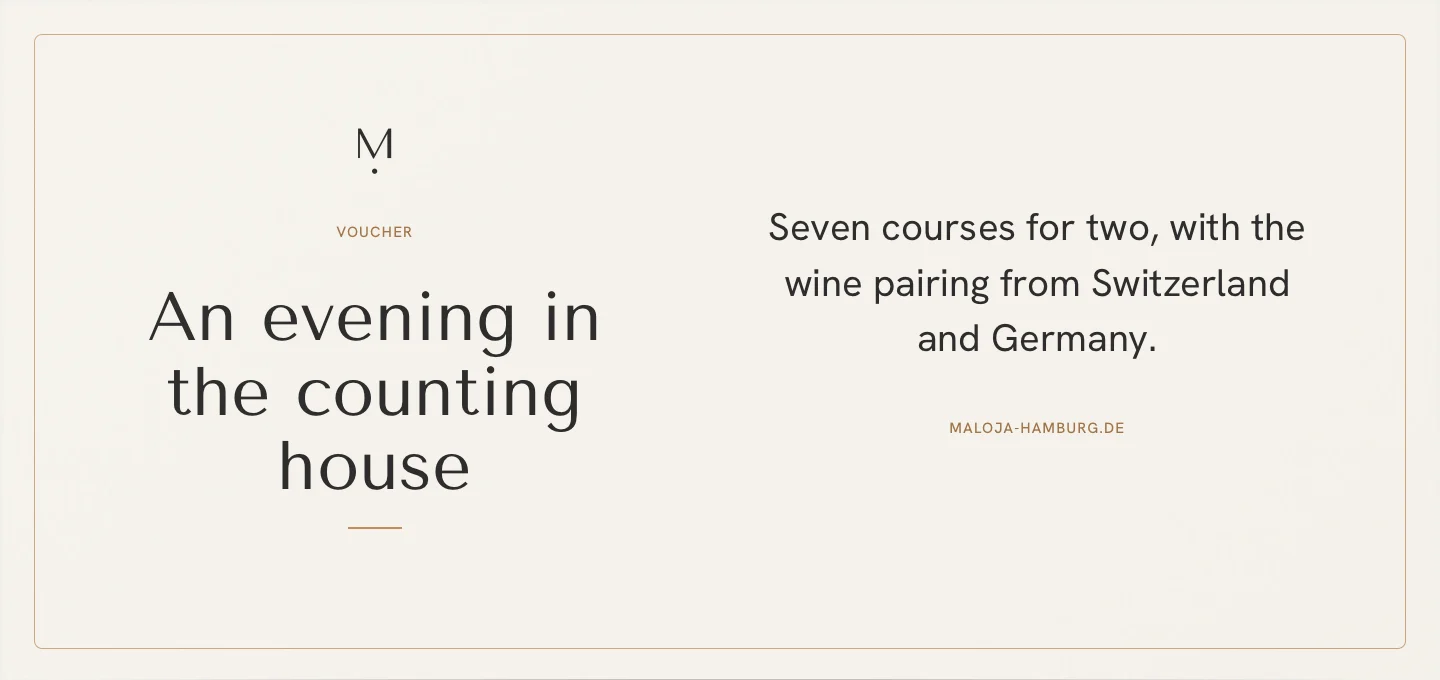 M
VOUCHER
An evening in
the counting
house
Seven courses for two, with the
wine pairing from Switzerland
and Germany.
MALOJA-HAMBURG.DE